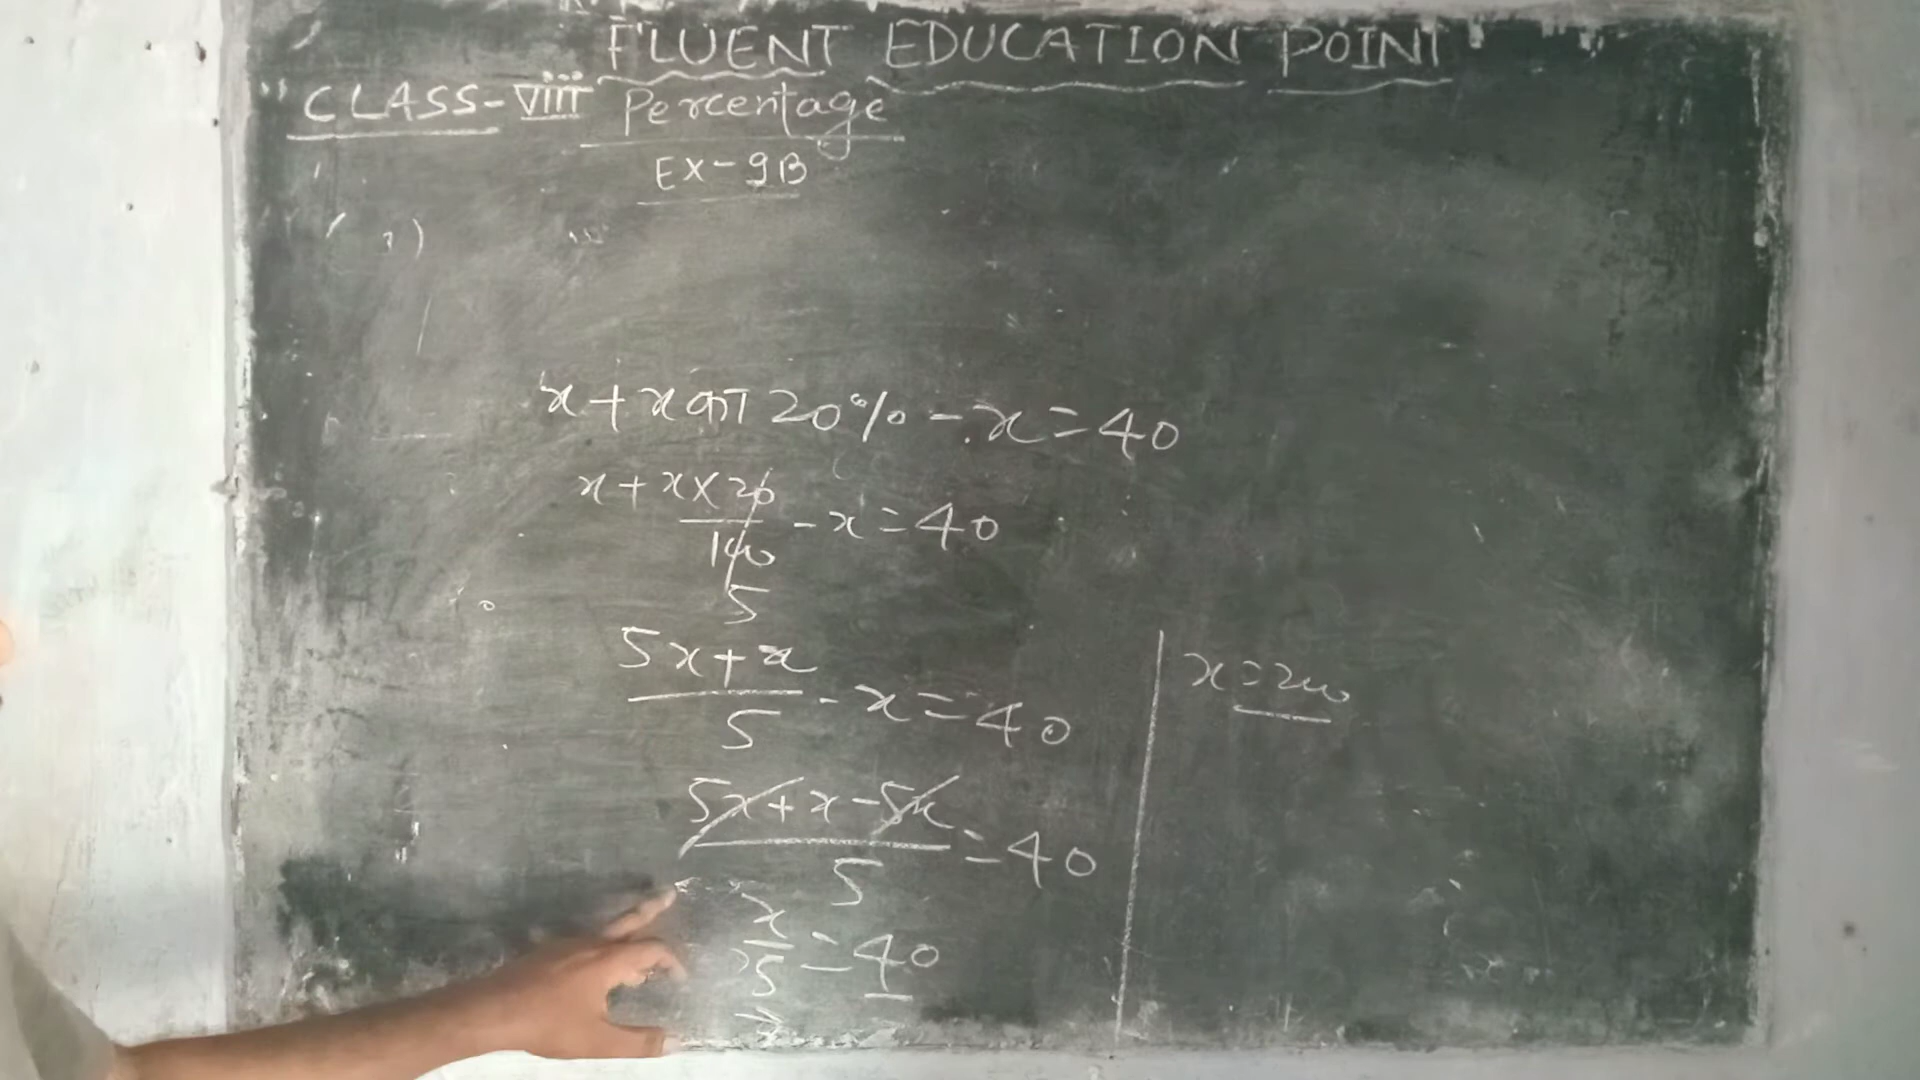 FLUENT EDUCATION POINT
CLASS-VIII Percentage
EX-9B
x + x का 20% - x = 40
x + x × 20 / 100 - x = 40
5
5x + x / 5 - x = 40
5x + x - 5x / 5 = 40
x / 5 = 40
x = 200